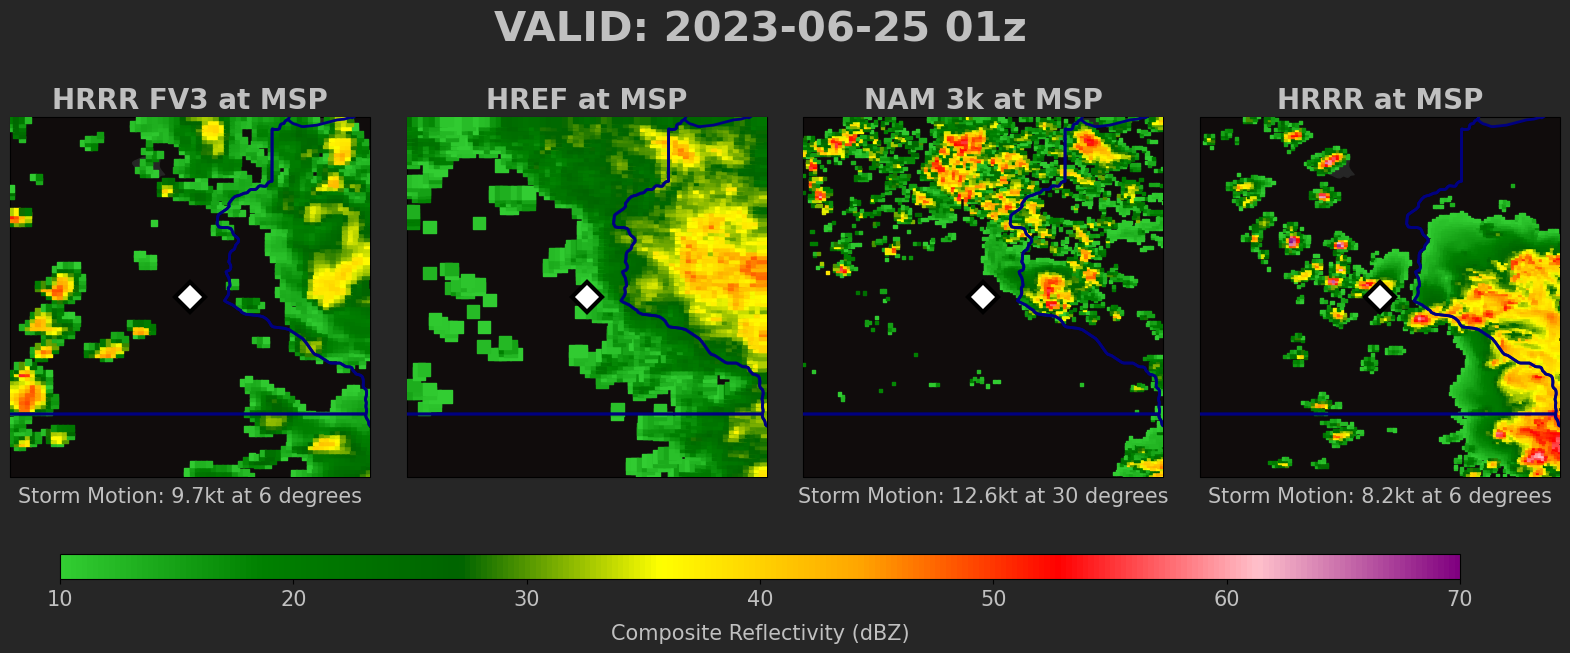 VALID: 2023-06-25 01z
HRRR FV3 at MSP
HREF at MSP
NAM 3k at MSP
HRRR at MSP
Storm Motion: 9.7kt at 6 degrees
Storm Motion: 12.6kt at 30 degrees
Storm Motion: 8.2kt at 6 degrees
10 20 30 40 50 60 70
Composite Reflectivity (dBZ)